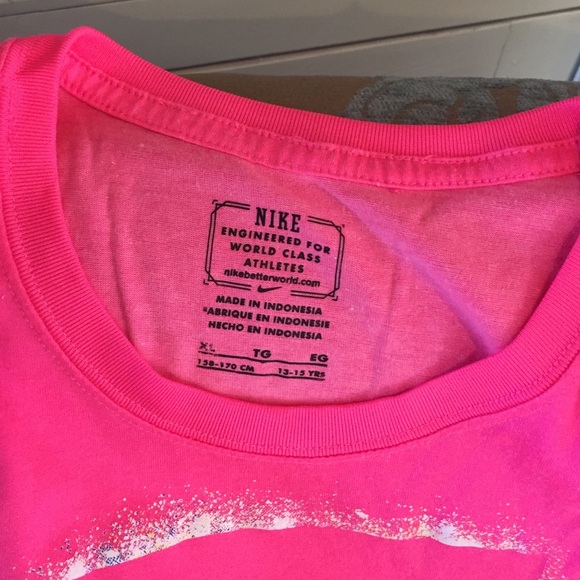 NIKE
ENGINEERED FOR
WORLD CLASS
ATHLETES
nikebetterworld.com
MADE IN INDONESIA
FABRIQUE EN INDONESIE
HECHO EN INDONESIA
XL TG EG
158-170 CM 13-15 YRS